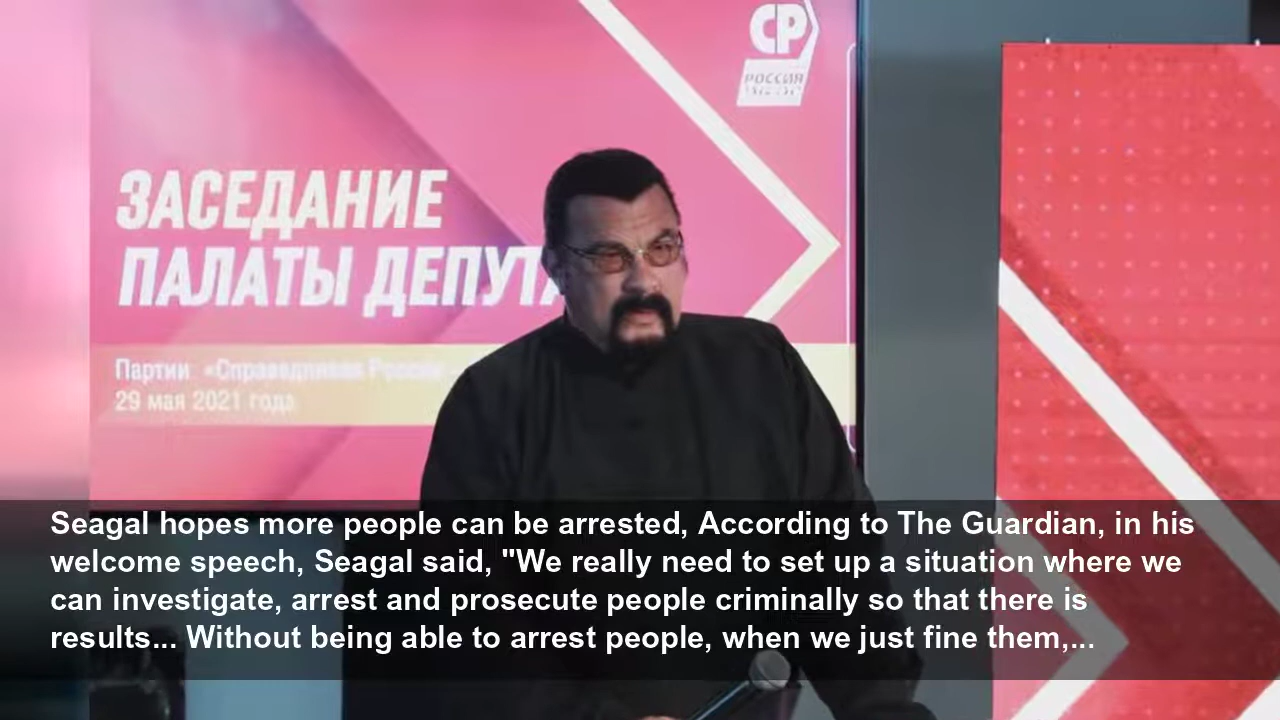 СР
РОССИЯ
ЗАСЕДАНИЕ
ПАЛАТЫ ДЕПУТА
Партии «Справедливая Россия –
29 мая 2021 года
Seagal hopes more people can be arrested, According to The Guardian, in his
welcome speech, Seagal said, "We really need to set up a situation where we
can investigate, arrest and prosecute people criminally so that there is
results... Without being able to arrest people, when we just fine them,...